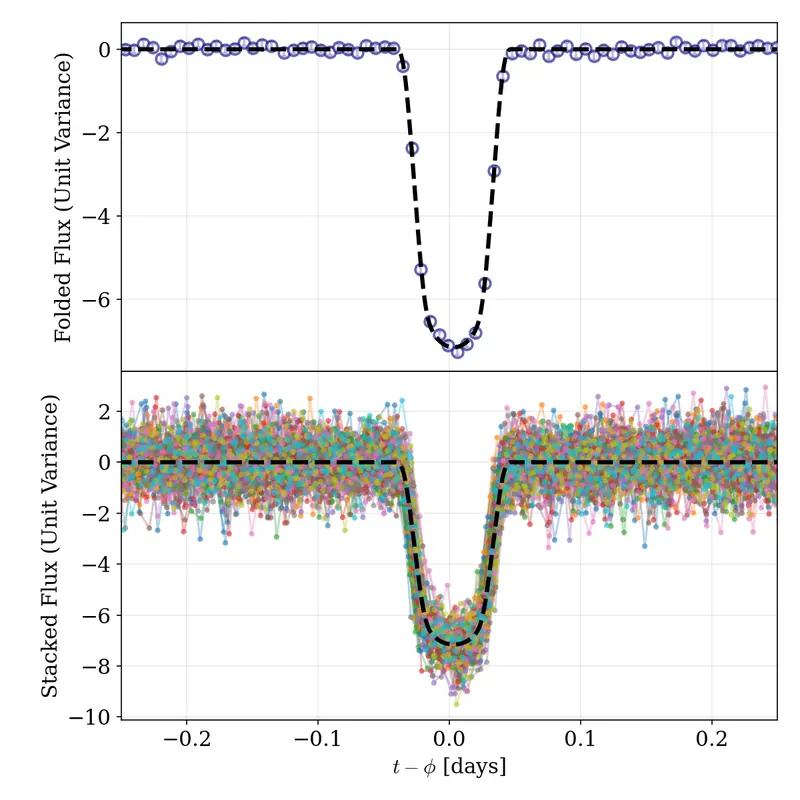 Folded Flux (Unit Variance)
0
−2
−4
−6
Stacked Flux (Unit Variance)
2
0
−2
−4
−6
−8
−10
−0.2 −0.1 0.0 0.1 0.2
t − ϕ [days]